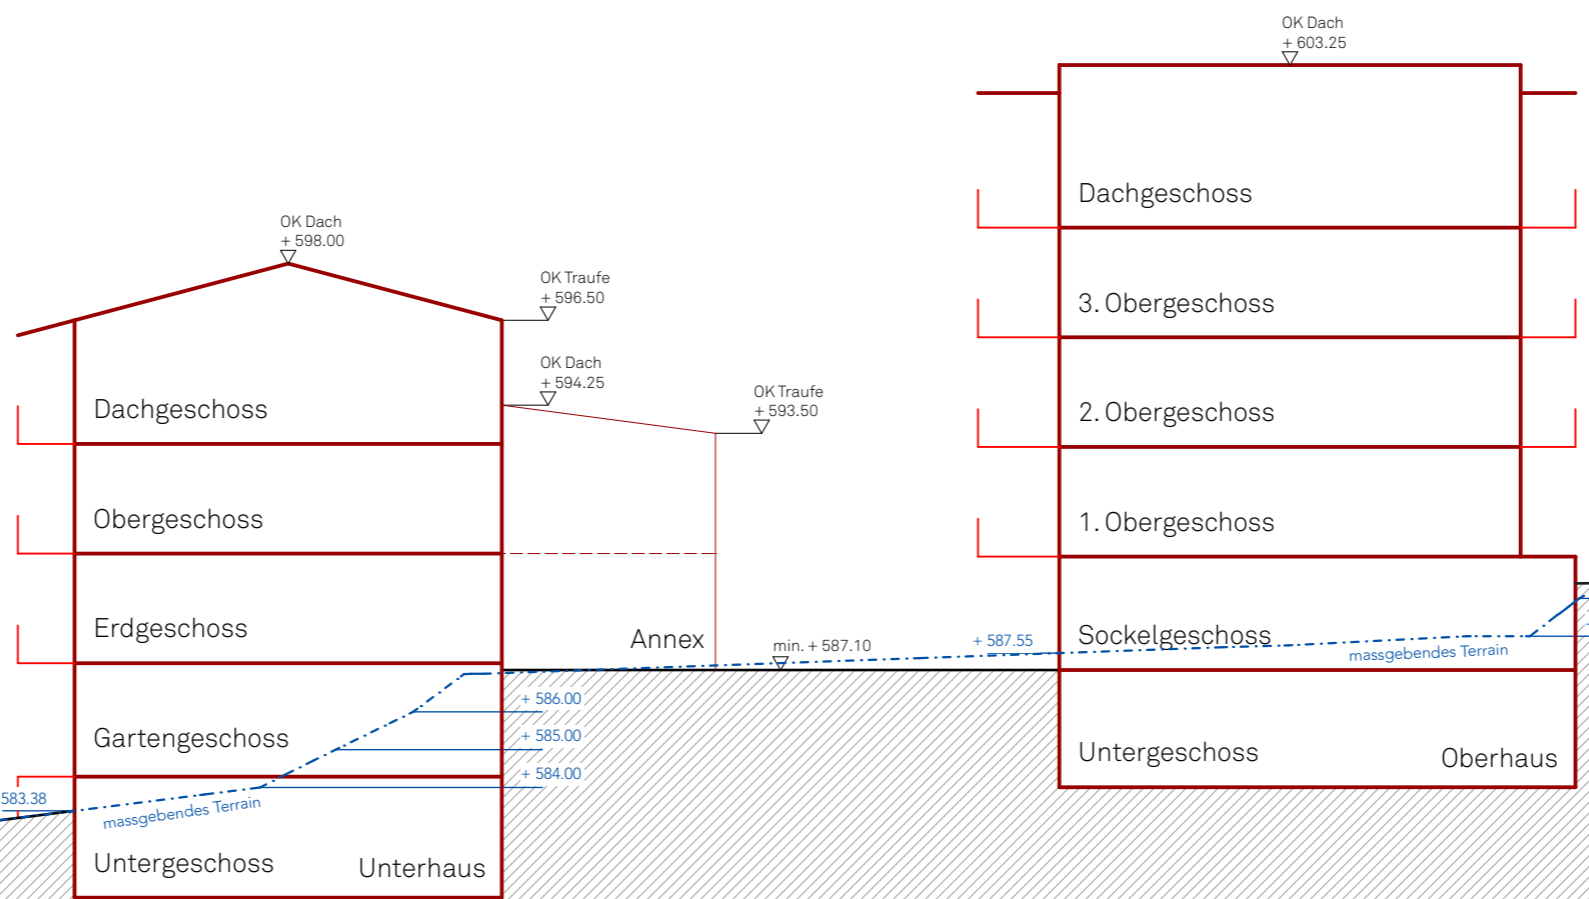 OK Dach
+ 603.25
Dachgeschoss
OK Dach
+ 598.00
OK Traufe
+ 596.50
3. Obergeschoss
OK Dach
+ 594.25
OK Traufe
+ 593.50
Dachgeschoss
2. Obergeschoss
Obergeschoss
1. Obergeschoss
Erdgeschoss
Annex
min. + 587.10
+ 587.55
Sockelgeschoss
massgebendes Terrain
+ 586.00
+ 585.00
+ 584.00
Gartengeschoss
Untergeschoss
Oberhaus
583.38
massgebendes Terrain
Untergeschoss
Unterhaus